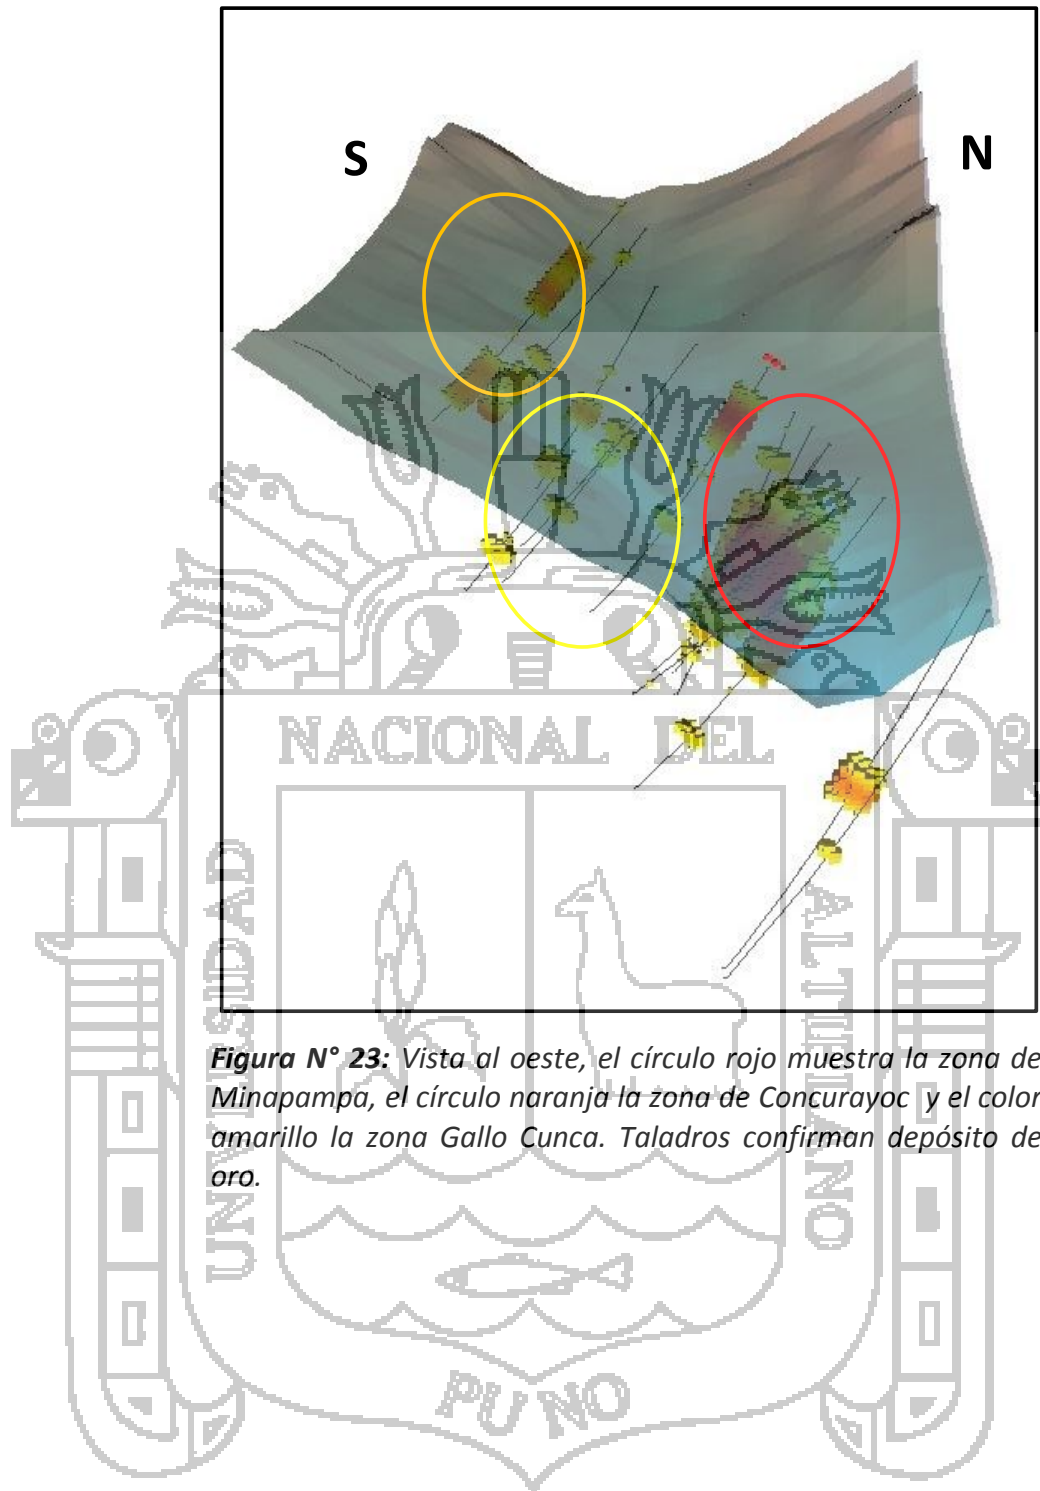 S
N
NACIONAL DEL
UNIVERSIDAD
ALTIPLANO
Figura N° 23: Vista al oeste, el círculo rojo muestra la zona de
Minapampa, el círculo naranja la zona de Concurayoc y el color
amarillo la zona Gallo Cunca. Taladros confirman depósito de
oro.
PUNO